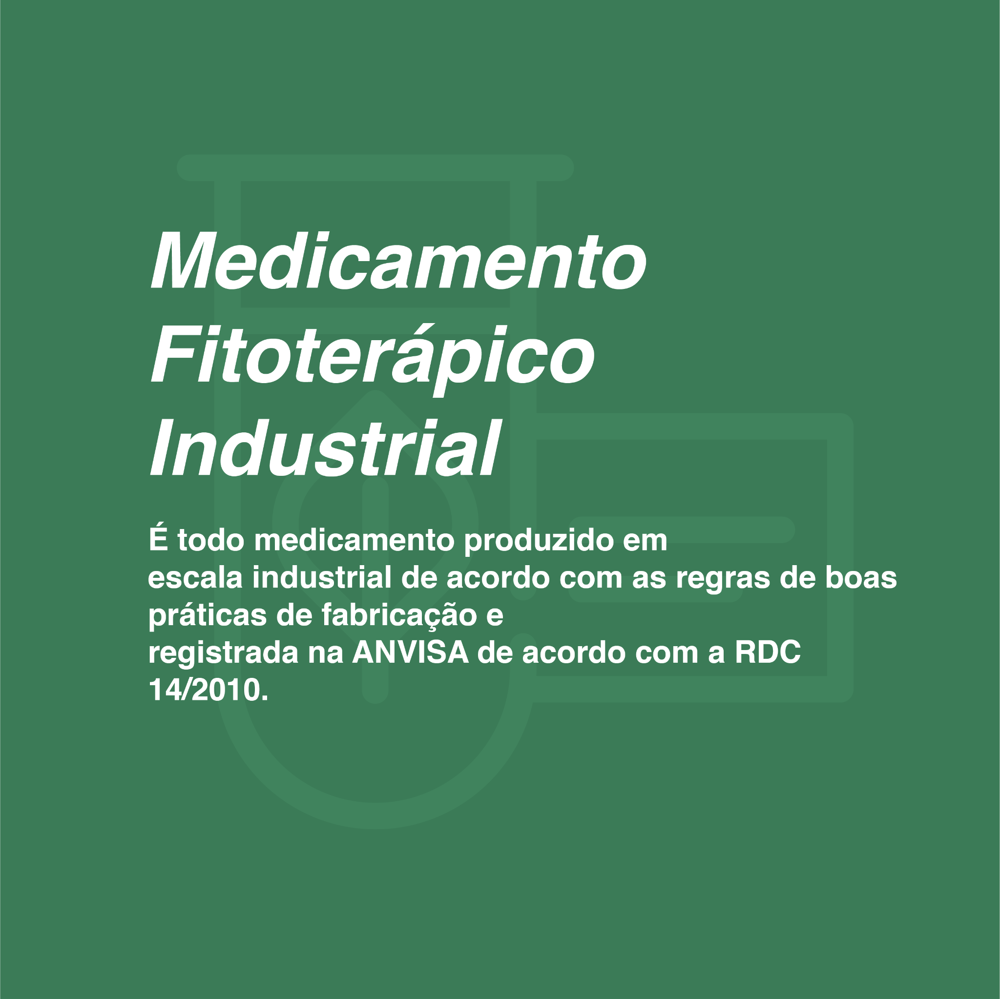 Medicamento
Fitoterápico
Industrial
É todo medicamento produzido em
escala industrial de acordo com as regras de boas
práticas de fabricação e
registrada na ANVISA de acordo com a RDC
14/2010.